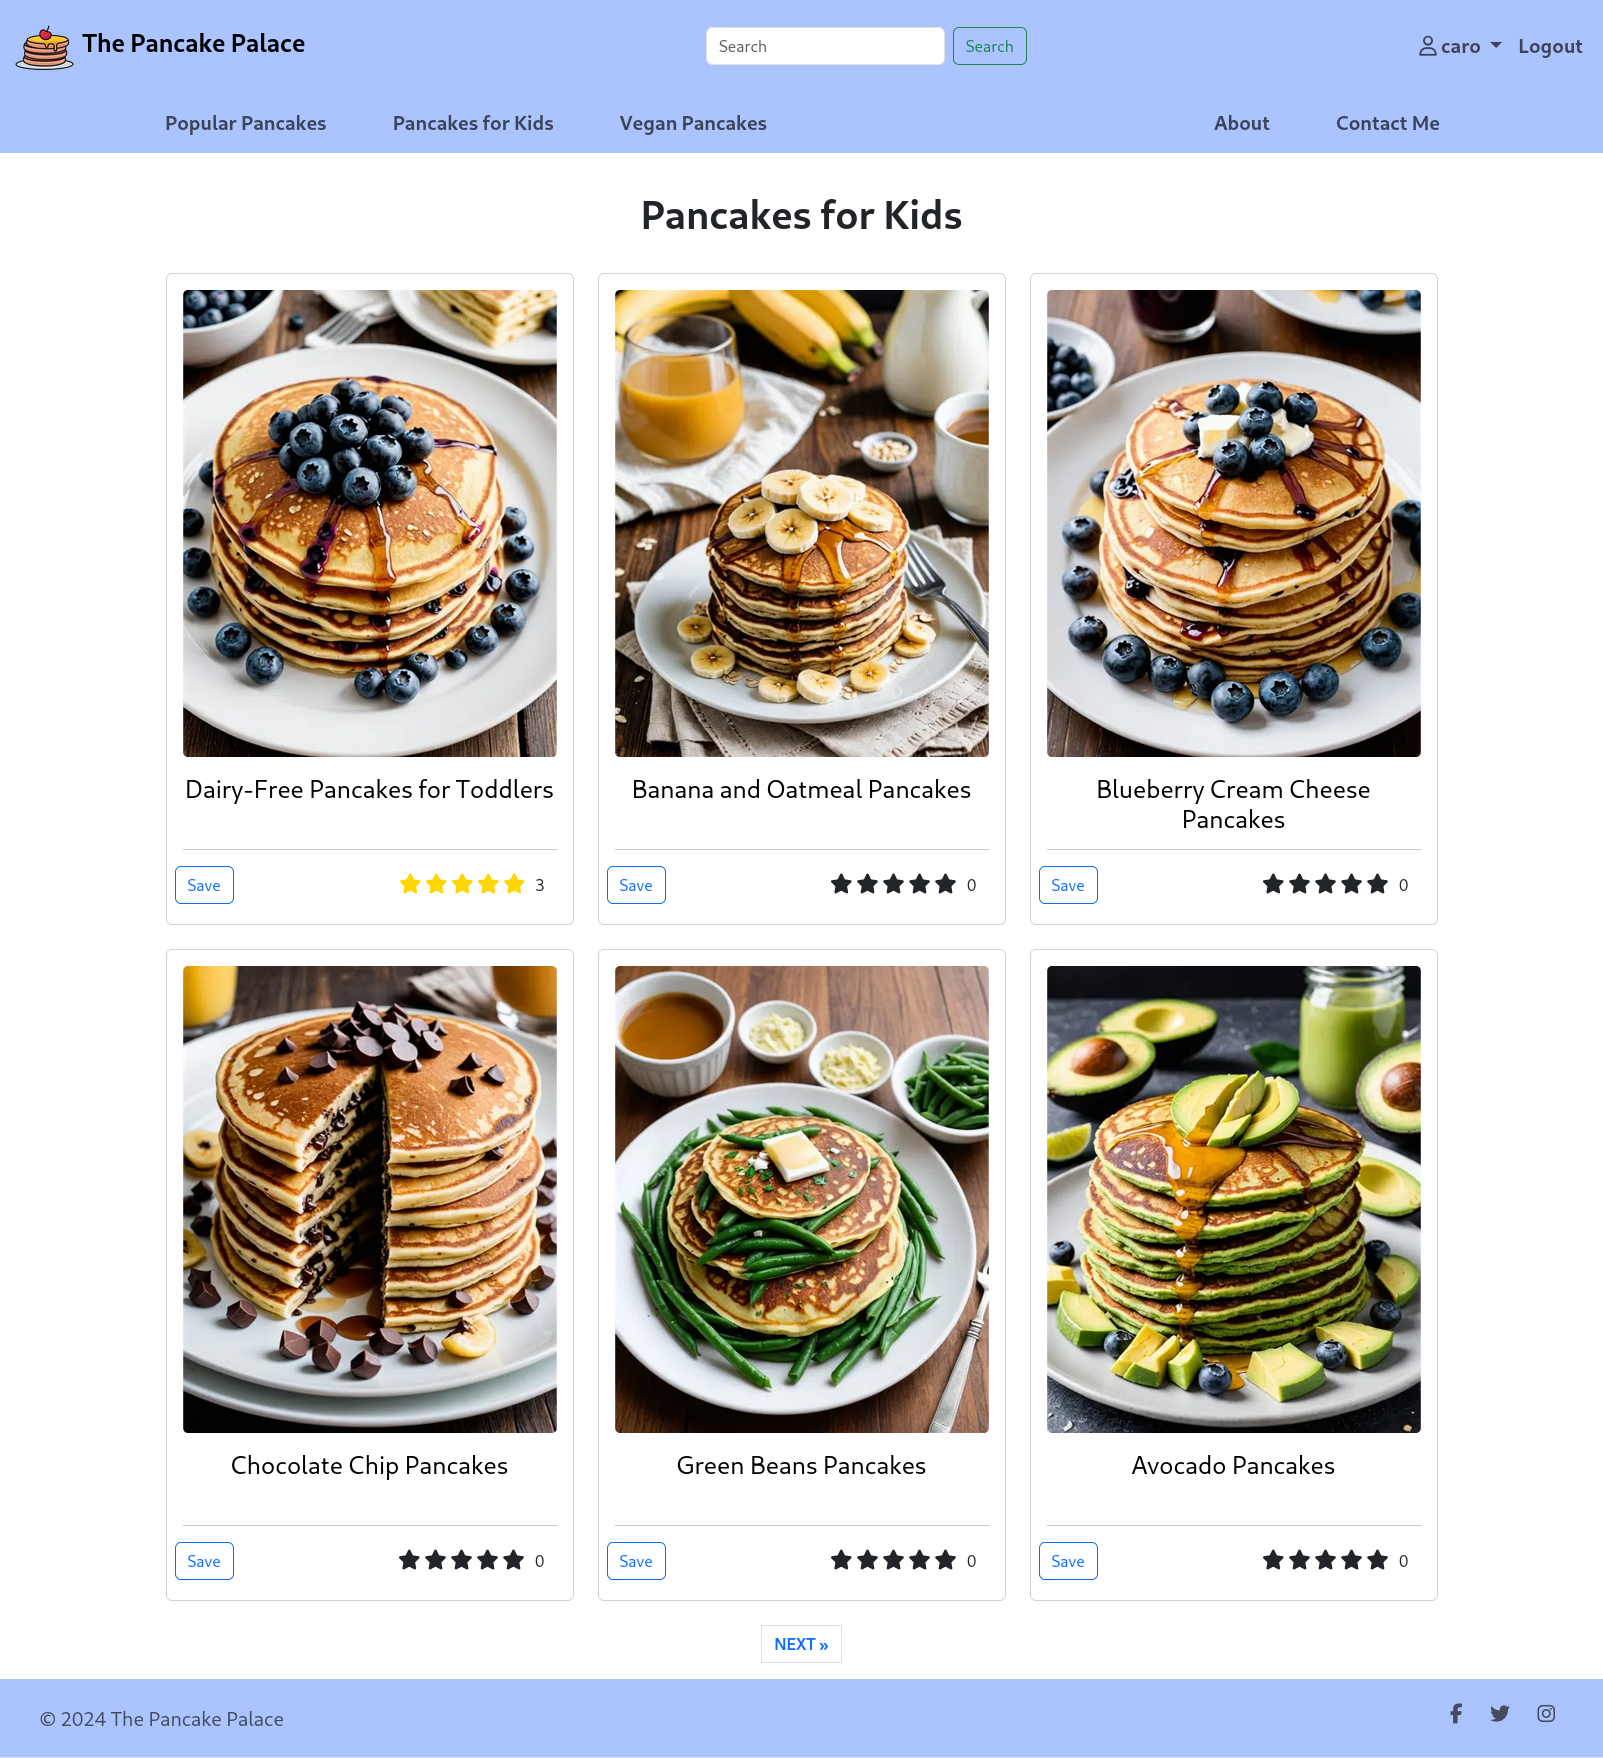 The Pancake Palace
Search
Search
caro
Logout
Popular Pancakes
Pancakes for Kids
Vegan Pancakes
About
Contact Me
Pancakes for Kids
Dairy-Free Pancakes for Toddlers
Save
3
Banana and Oatmeal Pancakes
Save
0
Blueberry Cream Cheese
Pancakes
Save
0
Chocolate Chip Pancakes
Save
0
Green Beans Pancakes
Save
0
Avocado Pancakes
Save
0
NEXT »
© 2024 The Pancake Palace